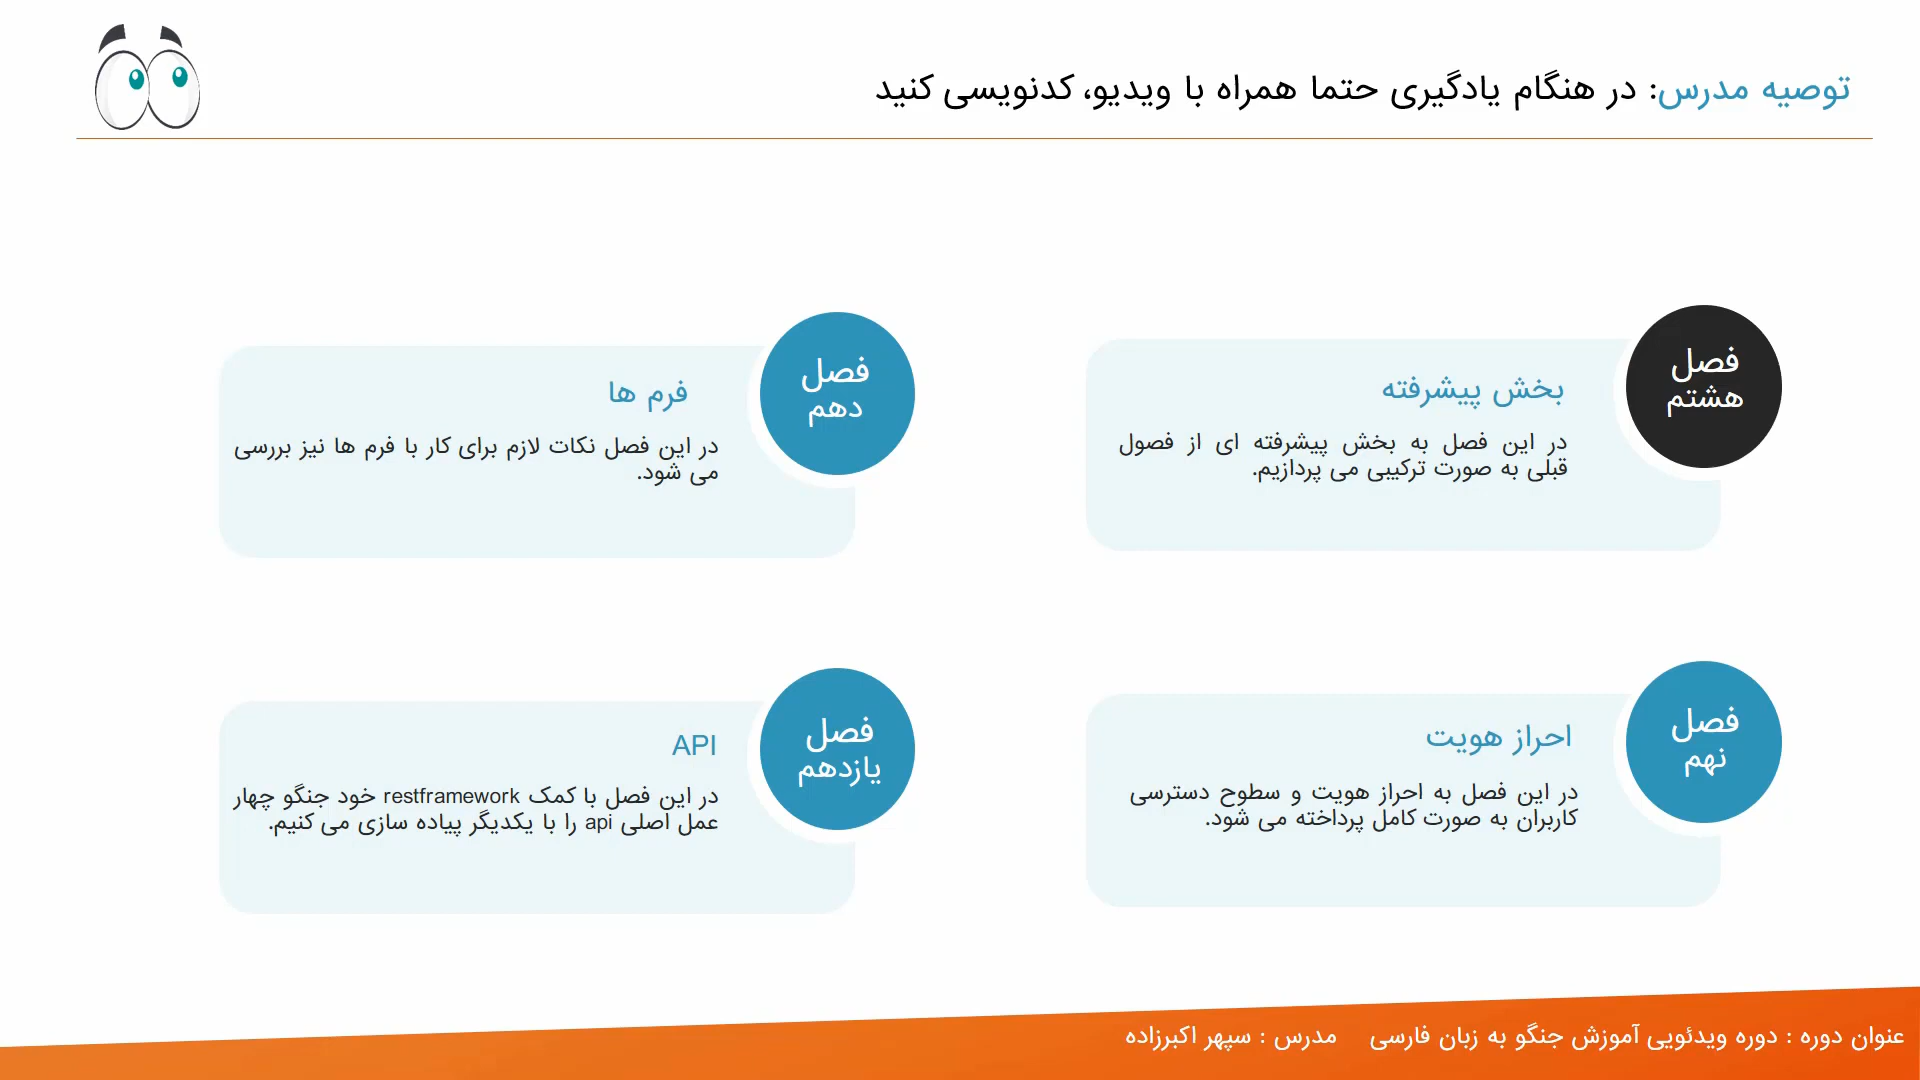 توصیه مدرس: در هنگام یادگیری حتما همراه با ویدیو، کدنویسی کنید
فصل
هشتم
بخش پیشرفته
در این فصل به بخش پیشرفته ای از فصول
قبلی به صورت ترکیبی می پردازیم.
فصل
نهم
احراز هویت
در این فصل به احراز هویت و سطوح دسترسی
کاربران به صورت کامل پرداخته می شود.
فصل
دهم
فرم ها
در این فصل نکات لازم برای کار با فرم ها نیز بررسی
می شود.
فصل
یازدهم
API
در این فصل با کمک restframework خود جنگو چهار
عمل اصلی api را با یکدیگر پیاده سازی می کنیم.
عنوان دوره : دوره ویدئویی آموزش جنگو به زبان فارسی مدرس : سپهر اکبرزاده